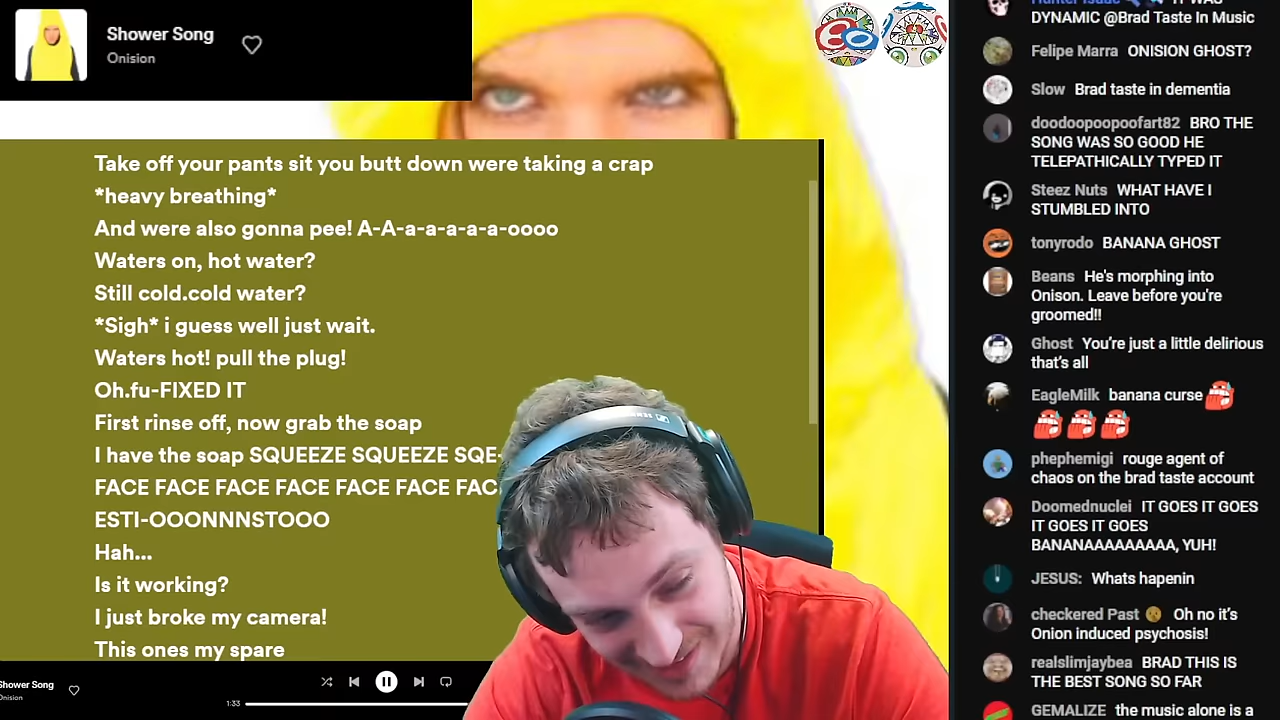 Shower Song
Onision
Take off your pants sit you butt down were taking a crap
*heavy breathing*
And were also gonna pee! A-A-a-a-a-a-a-oooo
Waters on, hot water?
Still cold.cold water?
*Sigh* i guess well just wait.
Waters hot! pull the plug!
Oh.fu-FIXED IT
First rinse off, now grab the soap
I have the soap SQUEEZE SQUEEZE SQE-
FACE FACE FACE FACE FACE FACE FAC
ESTI-OOONNNSTOOO
Hah...
Is it working?
I just broke my camera!
This ones my spare
Shower Song
Onision
1:33
DYNAMIC @Brad Taste In Music
Felipe Marra ONISION GHOST?
Slow Brad taste in dementia
doodoopoopoofart82 BRO THE
SONG WAS SO GOOD HE
TELEPATHICALLY TYPED IT
Steez Nuts WHAT HAVE I
STUMBLED INTO
tonyrodo BANANA GHOST
Beans He's morphing into
Onison. Leave before you're
groomed!!
Ghost You're just a little delirious
that's all
EagleMilk banana curse
phephemigi rouge agent of
chaos on the brad taste account
Doomednuclei IT GOES IT GOES
IT GOES IT GOES
BANANAAAAAAAAA, YUH!
JESUS: Whats hapenin
checkered Past Oh no it's
Onion induced psychosis!
realslimjaybea BRAD THIS IS
THE BEST SONG SO FAR
GEMALIZE the music alone is a